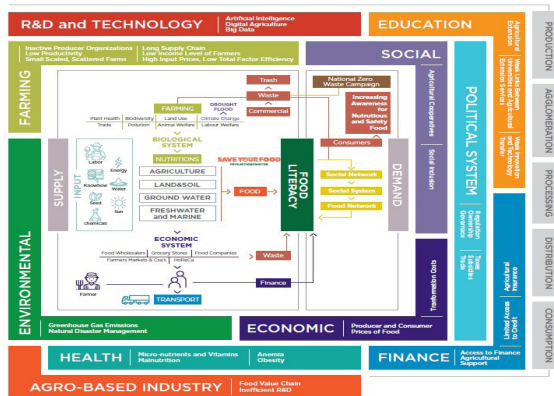 R&D and TECHNOLOGY
Artificial Intelligence
Digital Agriculture
Big Data
EDUCATION
Agricultural Extension
Weak Links Between Universities and Agricultural Extension Services
Weak Innovation and Technology Transfer
PRODUCTION
AGGLOMERATION
PROCESSING
DISTRIBUTION
CONSUMPTION
FARMING
Inactive Producer Organizations
Low Productivity
Small Scaled, Scattered Farms
Long Supply Chain
Low Income Level of Farmers
High Input Prices, Low Total Factor Efficiency
SOCIAL
Agricultural Cooperatives
Social Inclusion
POLITICAL SYSTEM
Regulation
Ownership
Governance
Taxes
Subsidies
Trade
Trash
Waste
Commercial
National Zero
Waste Campaign
Increasing
Awareness
for
Nutritious
and Safety
Food
Consumers
FARMING
DROUGHT
FLOOD
Plant Health
Biodiversity
Land Use
Climate Change
Trade
Pollution
Animal Welfare
Labour Welfare
BIOLOGICAL
SYSTEM
NUTRITIONS
AGRICULTURE
LAND&SOIL
GROUND WATER
FRESHWATER
and MARINE
SAVE YOUR FOOD
FOOD
FOOD LITERACY
Social Network
Social System
Food Network
DEMAND
SUPPLY
INPUT
Labor
Energy
Knowhow
Water
Seed
Sun
Chemicals
ECONOMIC
SYSTEM
Food Wholesalers
Grocery Stores
Food Companies
Farmers Markets & Csa's
HoReCa
Waste
Finance
Farmer
TRANSPORT
ENVIRONMENTAL
Greenhouse Gas Emissions
Natural Disaster Management
ECONOMIC
Producer and Consumer
Prices of Food
Transformation Costs
Agricultural Insurance
Limited Access to Credit
FINANCE
Access to Finance
Agricultural
Support
HEALTH
Micro-nutrients and Vitamins
Malnutrition
Anemia
Obesity
AGRO-BASED INDUSTRY
Food Value Chain
Inefficient R&D